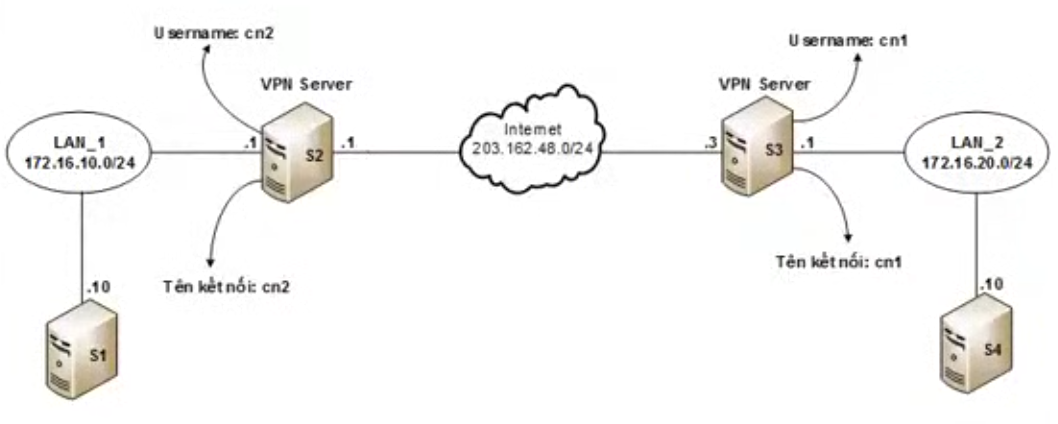 Username: cn2
Username: cn1
VPN Server
VPN Server
LAN_1
172.16.10.0/24
.1
S2
.1
Internet
203.162.48.0/24
.3
S3
.1
LAN_2
172.16.20.0/24
Tên kết nối: cn2
Tên kết nối: cn1
.10
S1
.10
S4